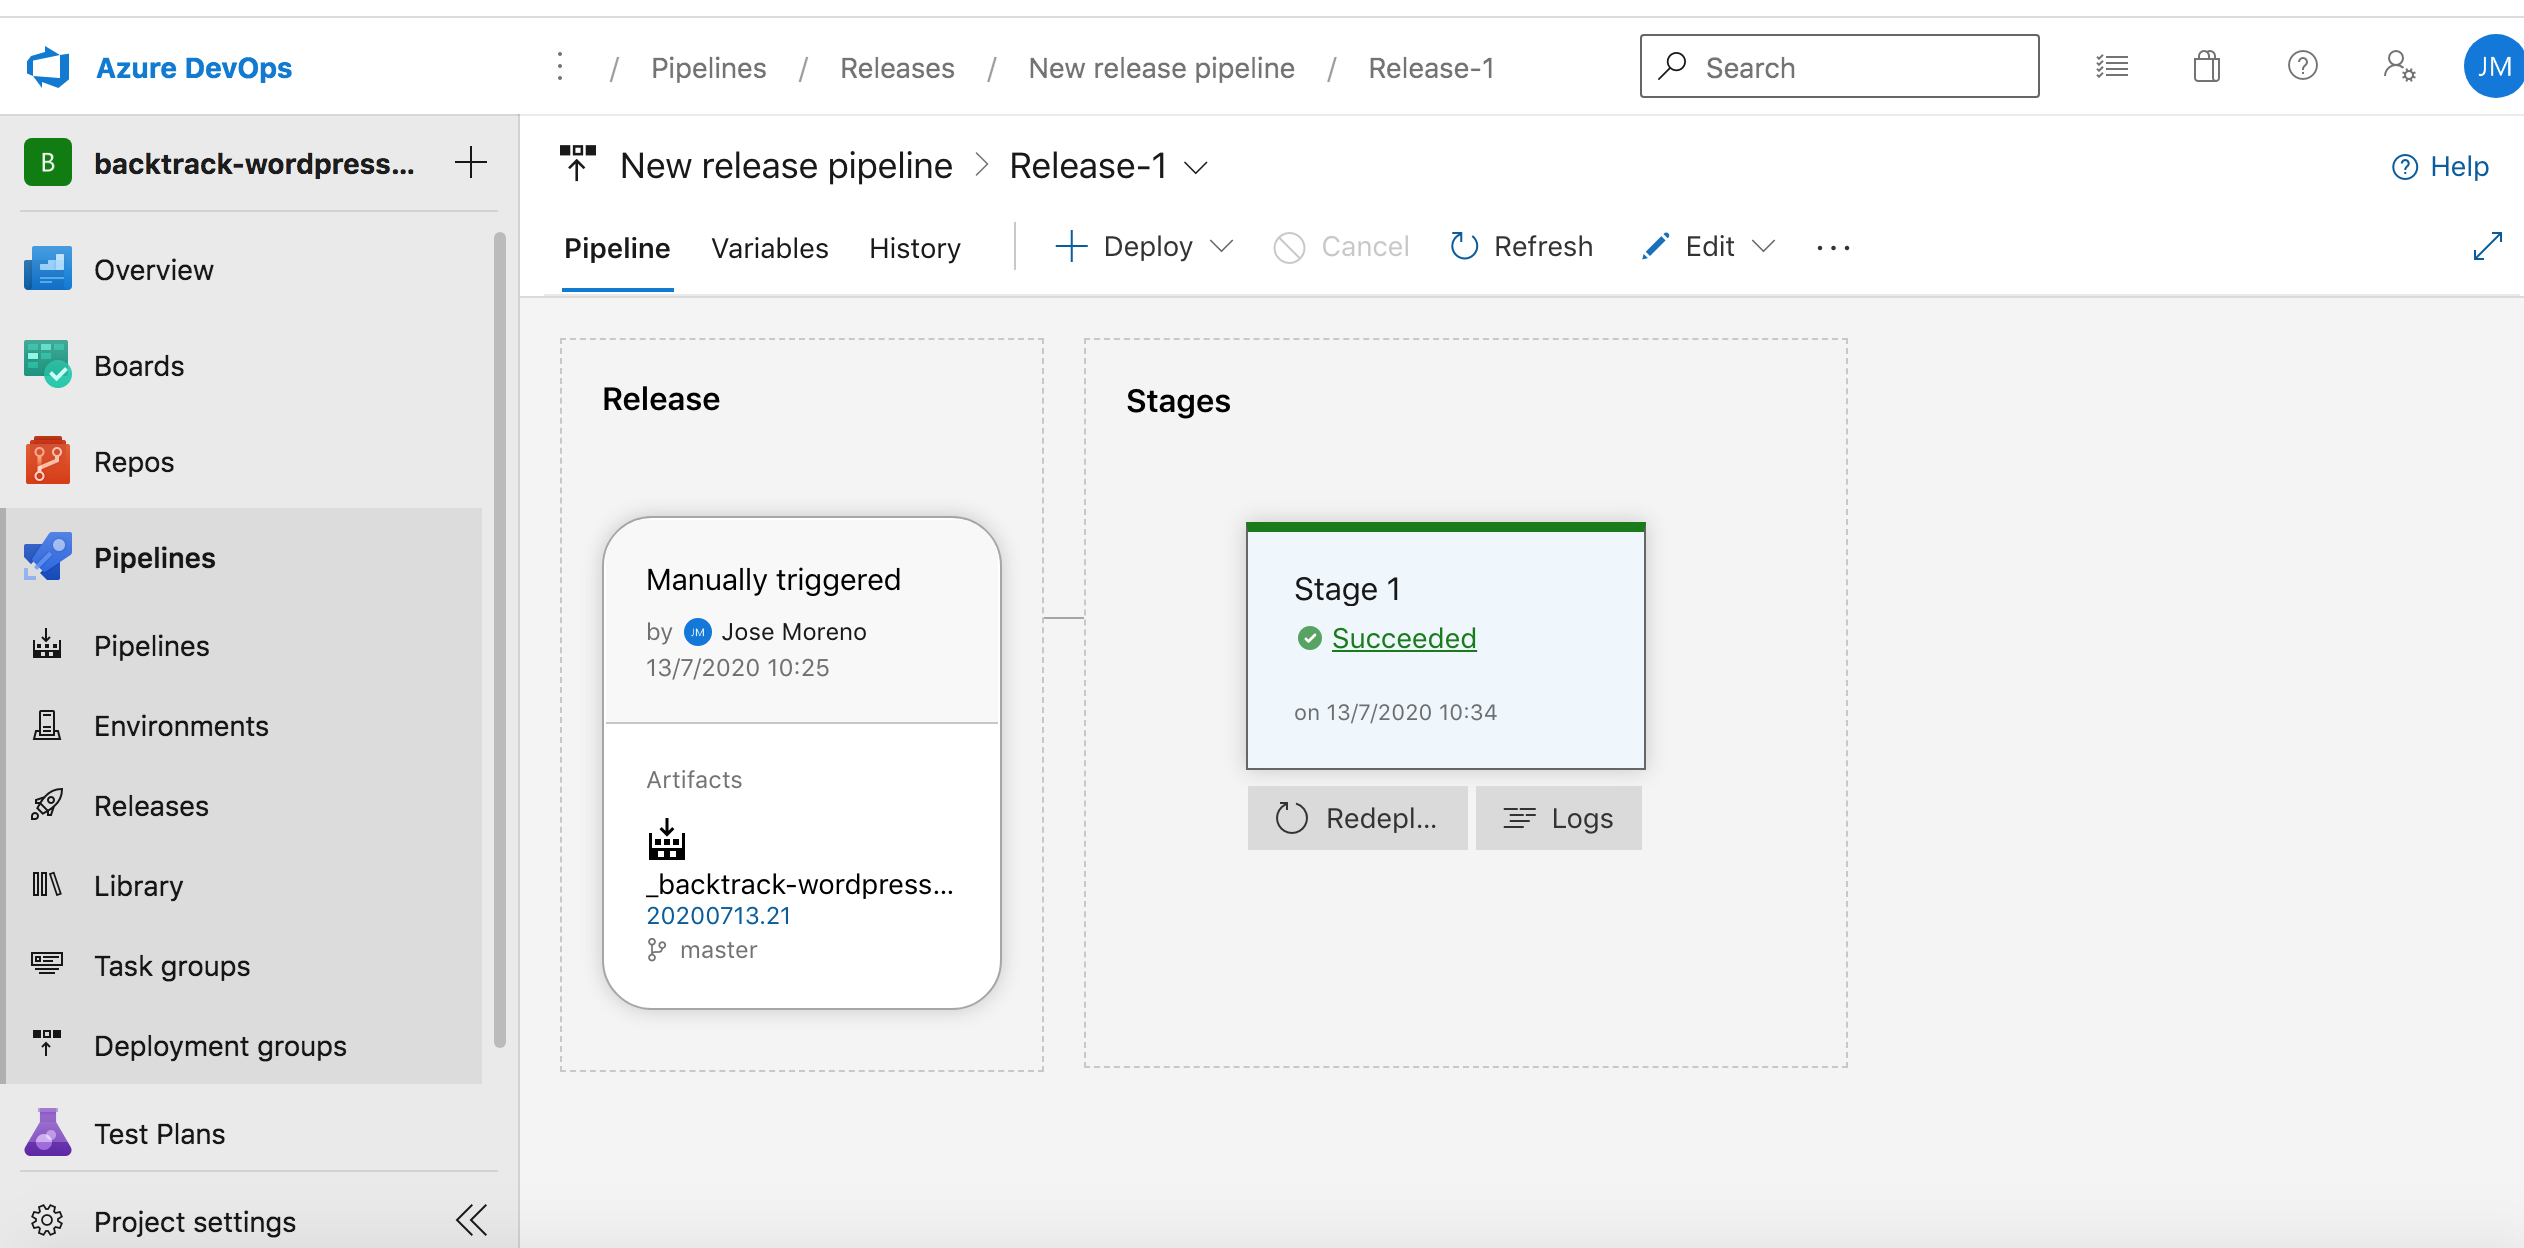 Azure DevOps
/ Pipelines / Releases / New release pipeline / Release-1
Search
JM
B backtrack-wordpress...
New release pipeline > Release-1
Help
Pipeline Variables History Deploy Cancel Refresh Edit ...
Overview
Boards
Repos
Pipelines
Pipelines
Environments
Releases
Library
Task groups
Deployment groups
Test Plans
Project settings
Release
Manually triggered
by JM Jose Moreno
13/7/2020 10:25
Artifacts
_backtrack-wordpress...
20200713.21
master
Stages
Stage 1
Succeeded
on 13/7/2020 10:34
Redepl...
Logs